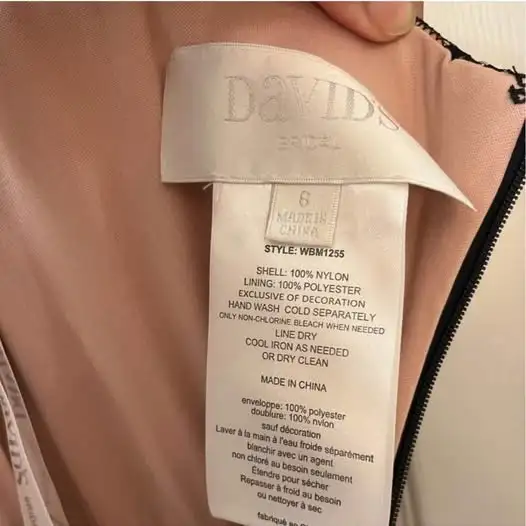 DaVIDS
BRIDAL
6
MADE IN
CHINA
STYLE: WBM1255
SHELL: 100% NYLON
LINING: 100% POLYESTER
EXCLUSIVE OF DECORATION
HAND WASH COLD SEPARATELY
ONLY NON-CHLORINE BLEACH WHEN NEEDED
LINE DRY
COOL IRON AS NEEDED
OR DRY CLEAN
MADE IN CHINA
enveloppe: 100% polyester
doublure: 100% nylon
sauf décoration
Laver à la main à l'eau froide séparément
blanchir avec un agent
non chloré au besoin seulement
Étendre pour sécher
Repasser à froid au besoin
ou nettoyer à sec
fabriqué en